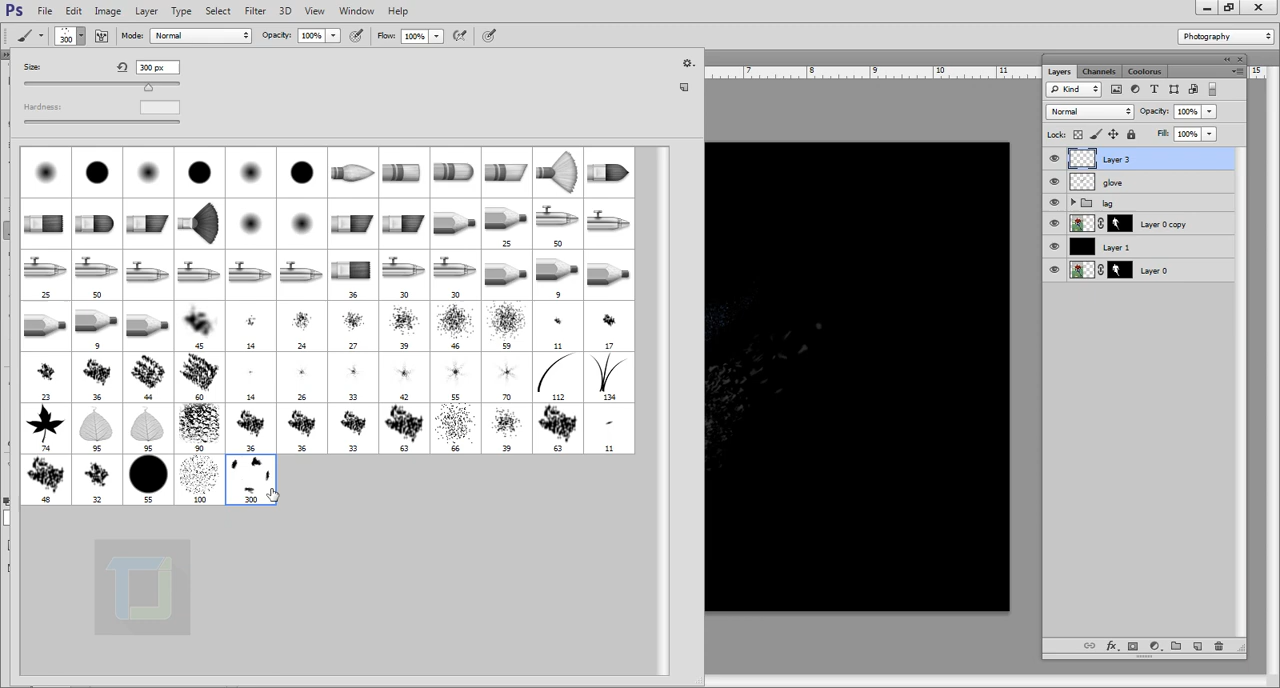 Ps File Edit Image Layer Type Select Filter 3D View Window Help
300 Mode: Normal Opacity: 100% Flow: 100% Photography
Size: 300 px
Hardness:
7 8 9 10 11 15
Layers Channels Coolorus
Kind
Normal Opacity: 100%
Lock: Fill: 100%
Layer 3
glove
lag
Layer 0 copy
Layer 1
Layer 0
25 50
25 50 36 30 30 9
9 45 14 24 27 39 46 59 11 17
23 36 44 60 14 26 33 42 55 70 112 134
74 95 95 90 36 36 33 63 66 39 63 11
48 32 55 100 300
fx